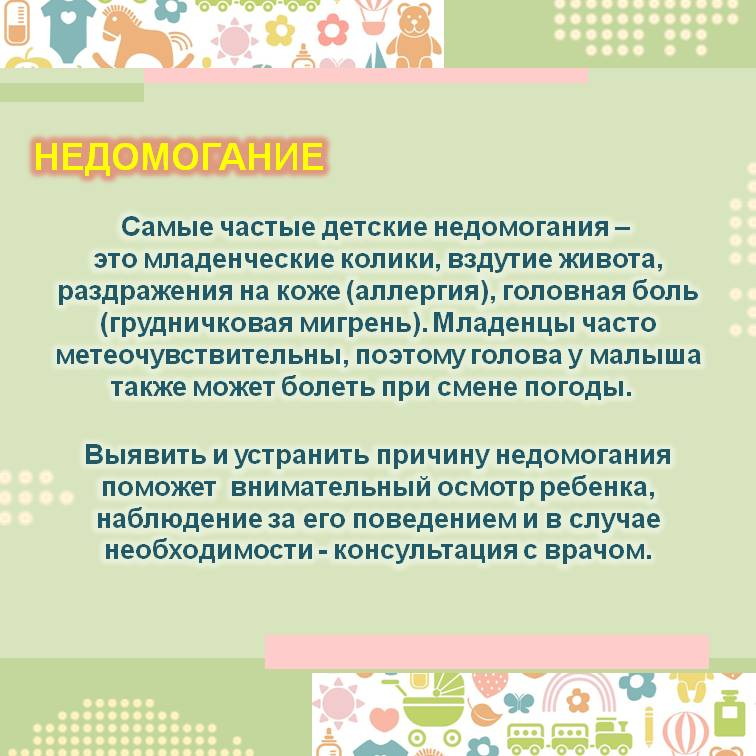 НЕДОМОГАНИЕ
Самые частые детские недомогания –
это младенческие колики, вздутие живота,
раздражения на коже (аллергия), головная боль
(грудничковая мигрень). Младенцы часто
метеочувствительны, поэтому голова у малыша
также может болеть при смене погоды.
Выявить и устранить причину недомогания
поможет  внимательный осмотр ребенка,
наблюдение за его поведением и в случае
необходимости - консультация с врачом.